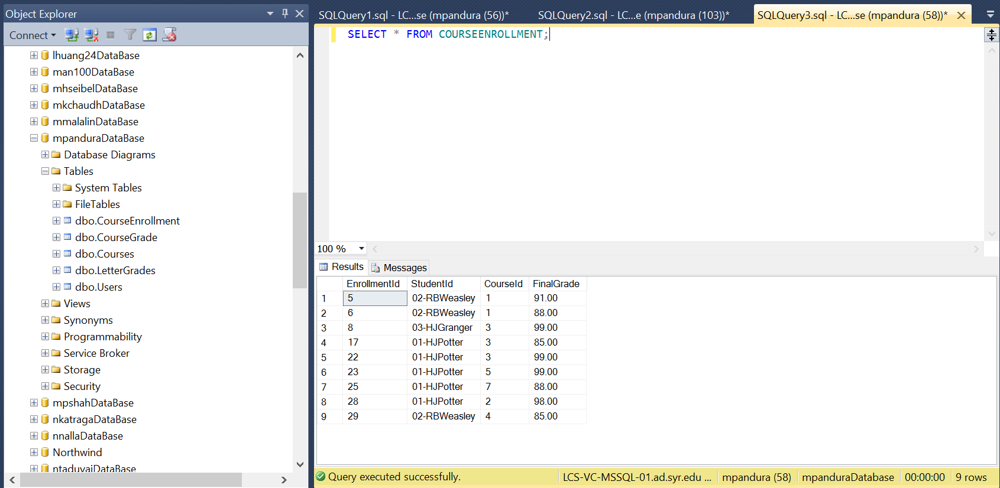 Object Explorer
Connect
lhuang24DataBase
man100DataBase
mhseibelDataBase
mkchaudhDataBase
mmalalinDataBase
mpanduraDataBase
Database Diagrams
Tables
System Tables
FileTables
dbo.CourseEnrollment
dbo.CourseGrade
dbo.Courses
dbo.LetterGrades
dbo.Users
Views
Synonyms
Programmability
Service Broker
Storage
Security
mpshahDataBase
nkatragaDataBase
nnallaDataBase
Northwind
ntaduvaiDataBase
SQLQuery1.sql - LC...se (mpandura (56))* SQLQuery2.sql - LC...e (mpandura (103))* SQLQuery3.sql - LC...se (mpandura (58))*
SELECT * FROM COURSEENROLLMENT;
100 %
Results Messages
EnrollmentId StudentId CourseId FinalGrade
1 5 02-RBWeasley 1 91.00
2 6 02-RBWeasley 1 88.00
3 8 03-HJGranger 3 99.00
4 17 01-HJPotter 3 85.00
5 22 01-HJPotter 3 99.00
6 23 01-HJPotter 5 99.00
7 25 01-HJPotter 7 88.00
8 28 01-HJPotter 2 98.00
9 29 02-RBWeasley 4 85.00
Query executed successfully. LCS-VC-MSSQL-01.ad.syr.edu ... mpandura (58) mpanduraDatabase 00:00:00 9 rows